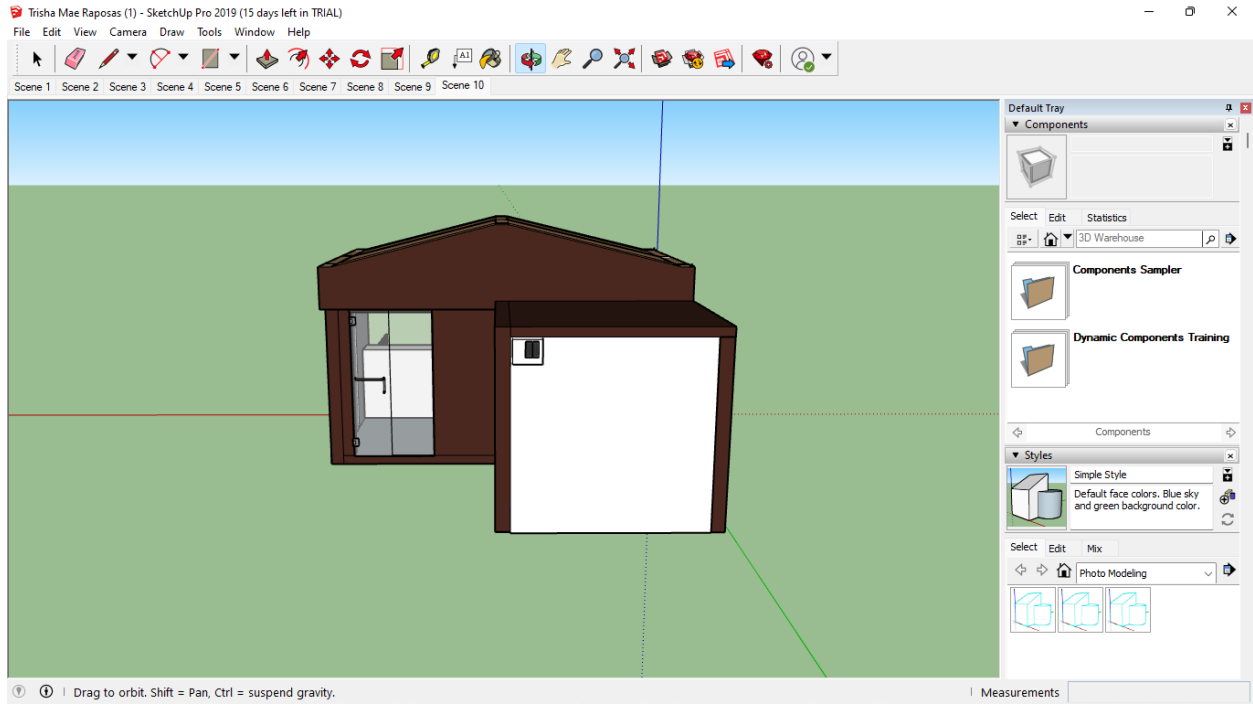 Trisha Mae Raposas (1) - SketchUp Pro 2019 (15 days left in TRIAL)
File Edit View Camera Draw Tools Window Help
A1
Scene 1 Scene 2 Scene 3 Scene 4 Scene 5 Scene 6 Scene 7 Scene 8 Scene 9 Scene 10
Default Tray
Components
Select Edit Statistics
3D Warehouse
Components Sampler
Dynamic Components Training
Components
Styles
Simple Style
Default face colors. Blue sky
and green background color.
Select Edit Mix
Photo Modeling
Drag to orbit. Shift = Pan, Ctrl = suspend gravity.
Measurements